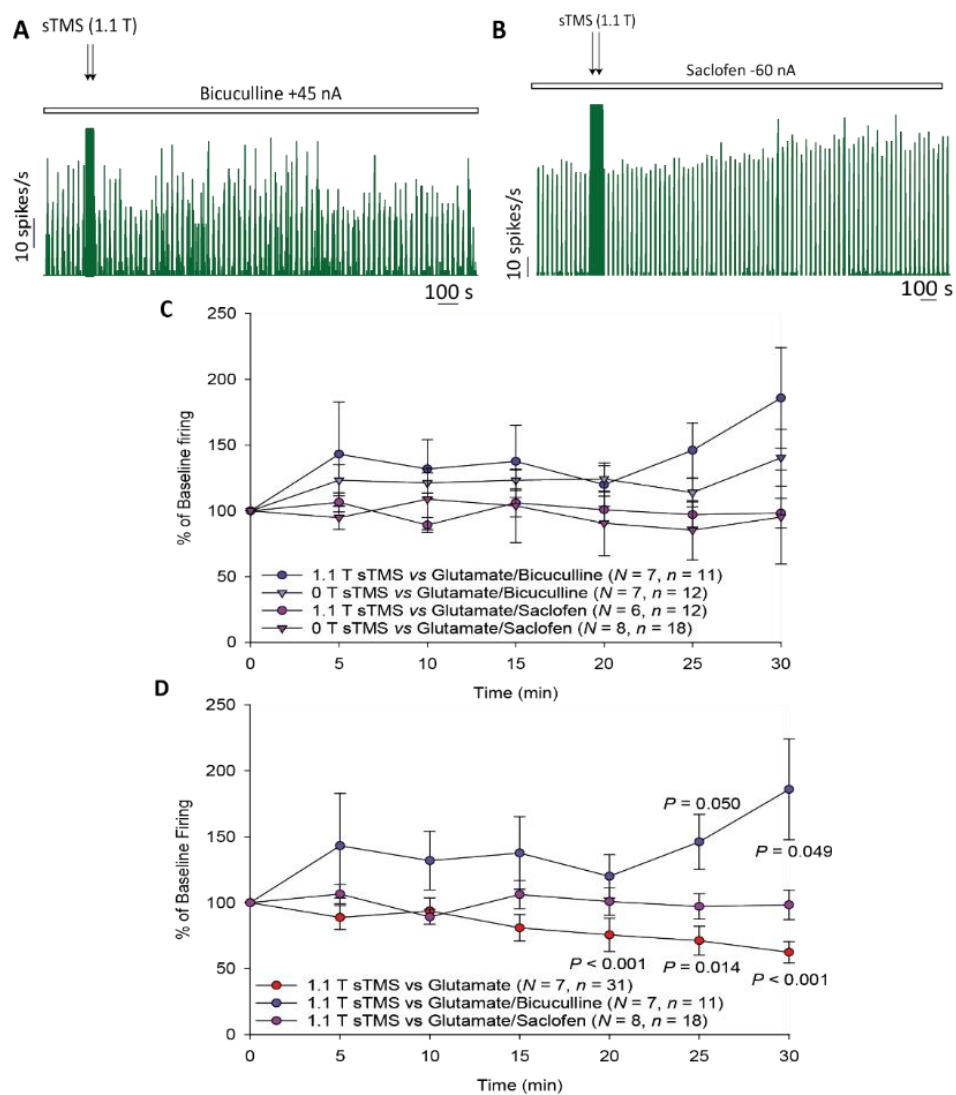 A
sTMS (1.1 T)
Bicuculline +45 nA
10 spikes/s
100 s
B
sTMS (1.1 T)
Saclofen -60 nA
10 spikes/s
100 s
C
250
200
150
100
50
0
% of Baseline firing
1.1 T sTMS vs Glutamate/Bicuculline (N = 7, n = 11)
0 T sTMS vs Glutamate/Bicuculline (N = 7, n = 12)
1.1 T sTMS vs Glutamate/Saclofen (N = 6, n = 12)
0 T sTMS vs Glutamate/Saclofen (N = 8, n = 18)
0 5 10 15 20 25 30
Time (min)
D
250
200
150
100
50
0
% of Baseline Firing
P = 0.050
P = 0.049
P < 0.001
P = 0.014
P < 0.001
1.1 T sTMS vs Glutamate (N = 7, n = 31)
1.1 T sTMS vs Glutamate/Bicuculline (N = 7, n = 11)
1.1 T sTMS vs Glutamate/Saclofen (N = 8, n = 18)
0 5 10 15 20 25 30
Time (min)